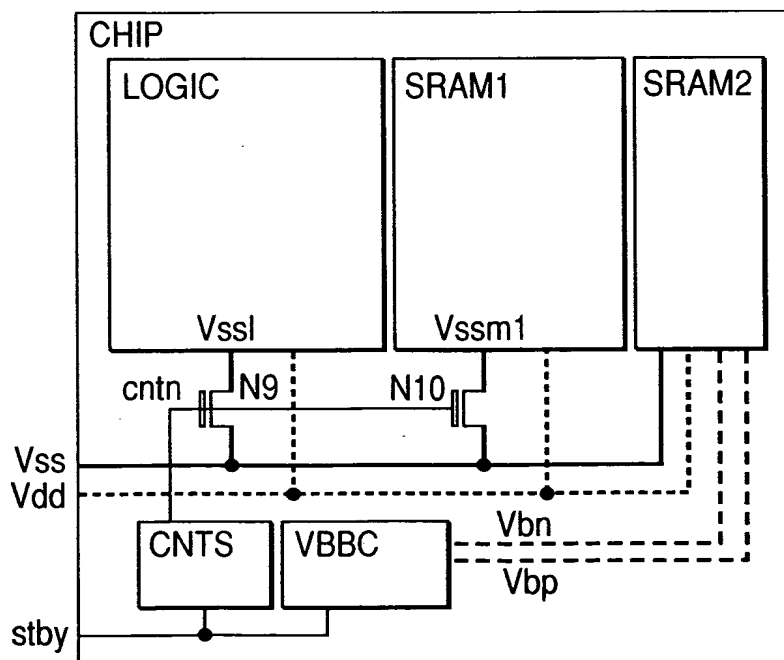 CHIP
LOGIC
SRAM1
SRAM2
Vssl
Vssm1
cntn
N9
N10
Vss
Vdd
CNTS
VBBC
Vbn
Vbp
stby